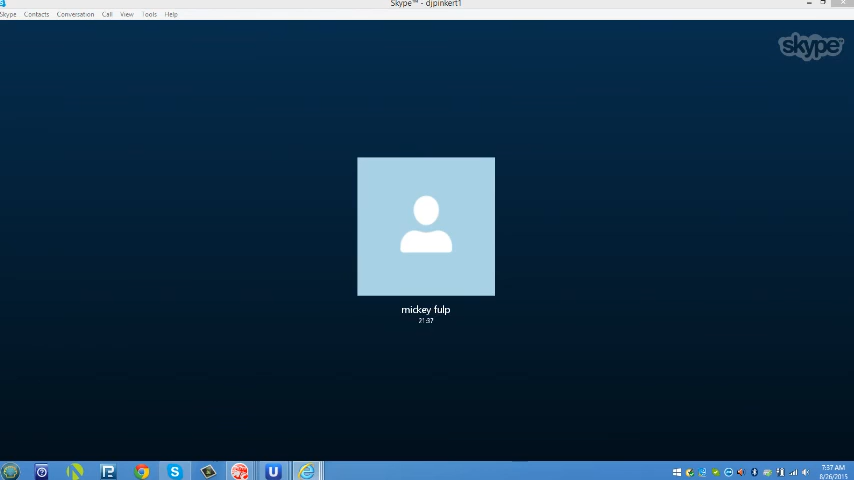 Skype™ - djpinkert1
Skype Contacts Conversation Call View Tools Help
skype™
mickey fulp
21:37
U
7:37 AM
8/26/2015